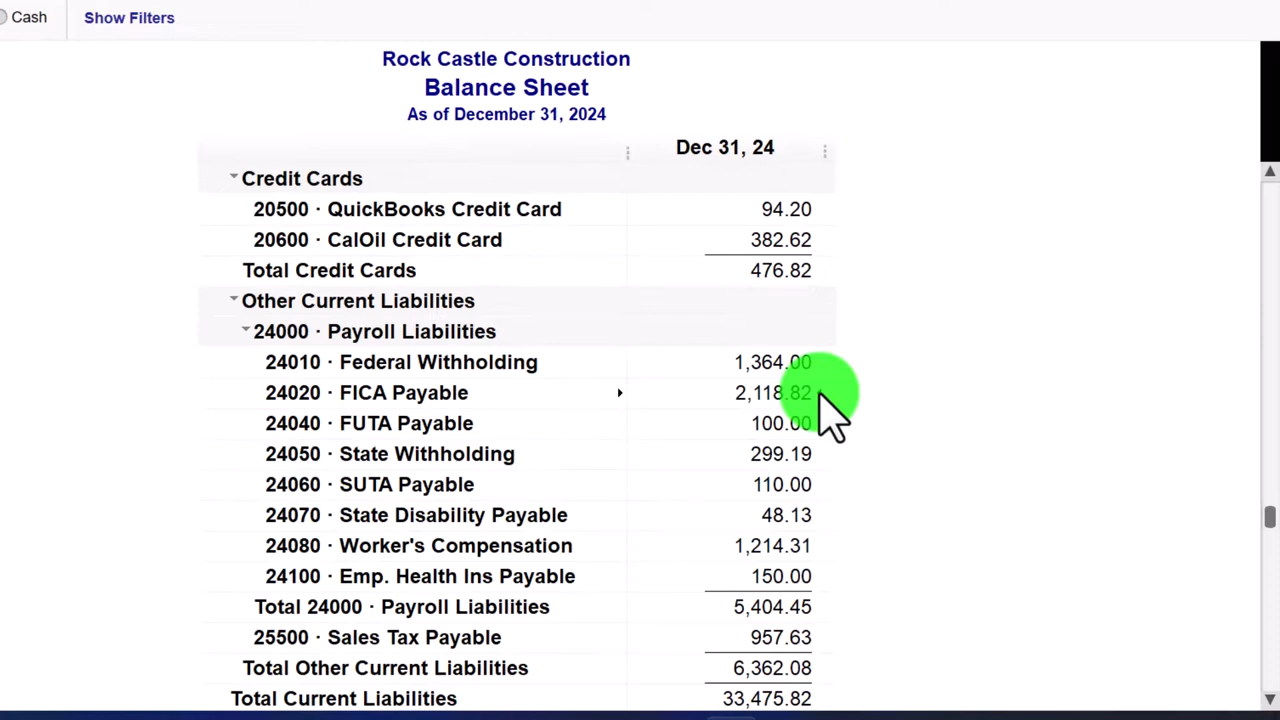 Cash Show Filters
Rock Castle Construction
Balance Sheet
As of December 31, 2024
Dec 31, 24
Credit Cards
20500 · QuickBooks Credit Card 94.20
20600 · CalOil Credit Card 382.62
Total Credit Cards 476.82
Other Current Liabilities
24000 · Payroll Liabilities
24010 · Federal Withholding 1,364.00
24020 · FICA Payable 2,118.82
24040 · FUTA Payable 100.00
24050 · State Withholding 299.19
24060 · SUTA Payable 110.00
24070 · State Disability Payable 48.13
24080 · Worker's Compensation 1,214.31
24100 · Emp. Health Ins Payable 150.00
Total 24000 · Payroll Liabilities 5,404.45
25500 · Sales Tax Payable 957.63
Total Other Current Liabilities 6,362.08
Total Current Liabilities 33,475.82